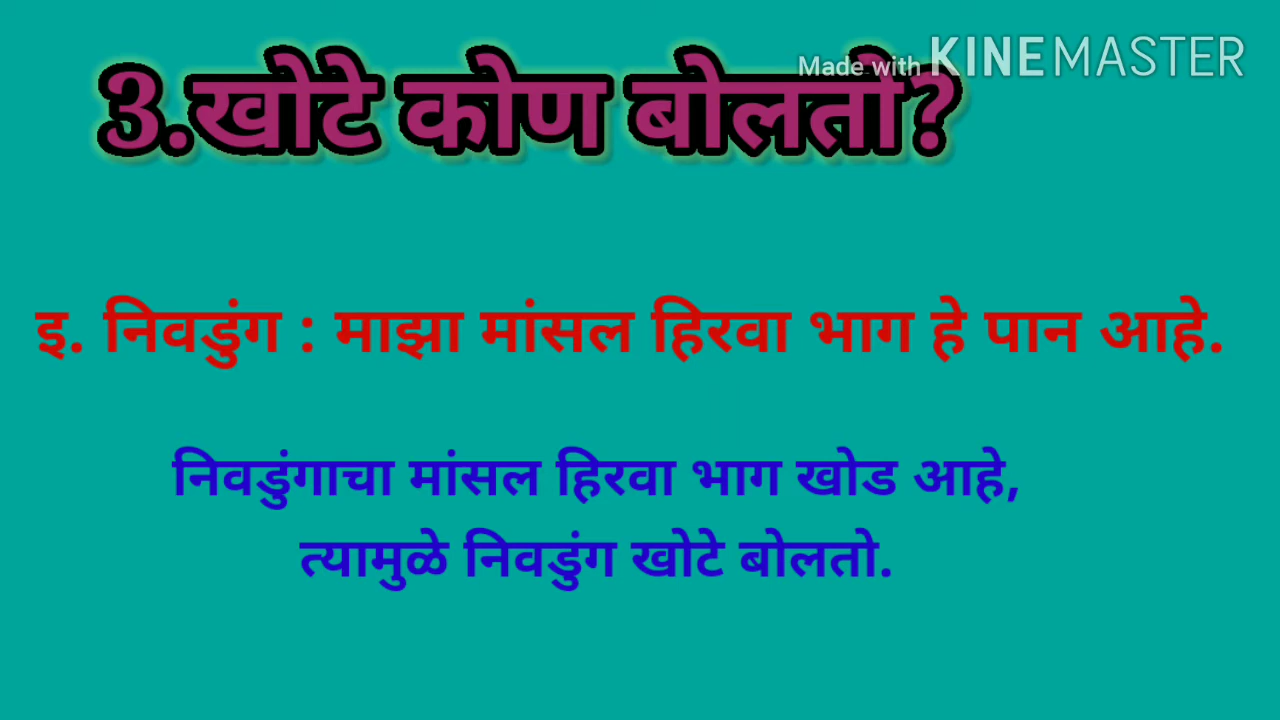 Made with KINEMASTER
3.खोटे कोण बोलतो?
इ. निवडुंग : माझा मांसल हिरवा भाग हे पान आहे.
निवडुंगाचा मांसल हिरवा भाग खोड आहे,
त्यामुळे निवडुंग खोटे बोलतो.